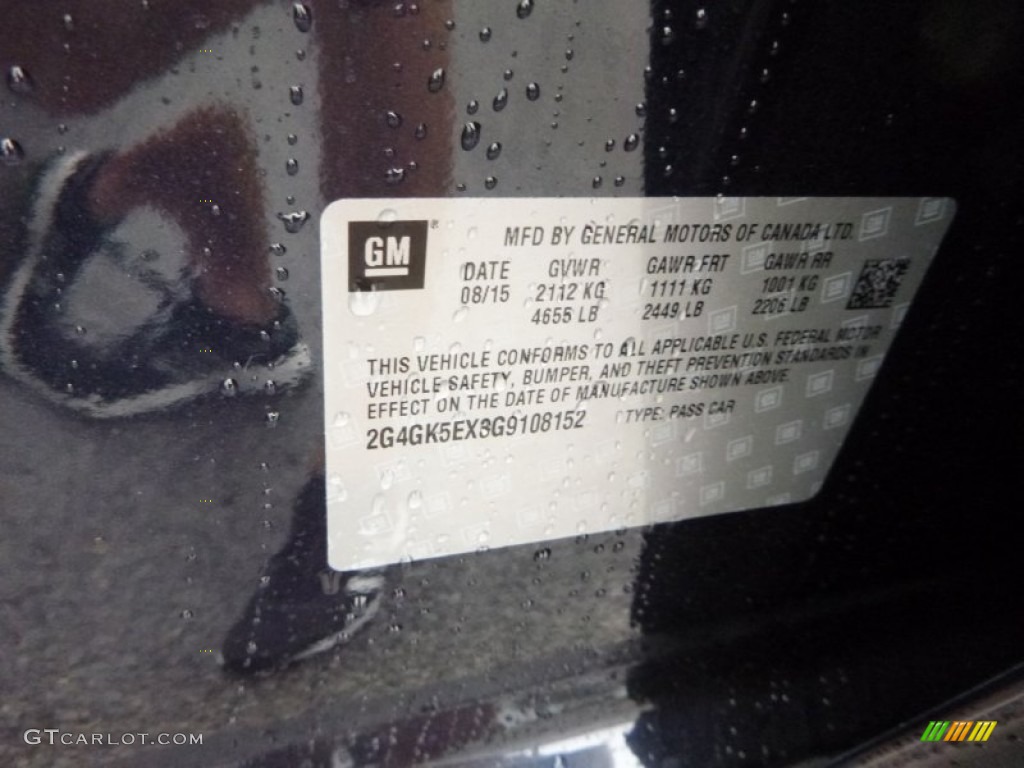 GM®
MFD BY GENERAL MOTORS OF CANADA LTD.
DATE GVWR GAWR FRT GAWR RR
08/15 2112 KG 1111 KG 1001 KG
4655 LB 2449 LB 2206 LB
THIS VEHICLE CONFORMS TO ALL APPLICABLE U.S. FEDERAL MOTOR
VEHICLE SAFETY, BUMPER, AND THEFT PREVENTION STANDARDS IN
EFFECT ON THE DATE OF MANUFACTURE SHOWN ABOVE.
2G4GK5EX3G9108152 TYPE: PASS CAR
GTCARLOT.COM